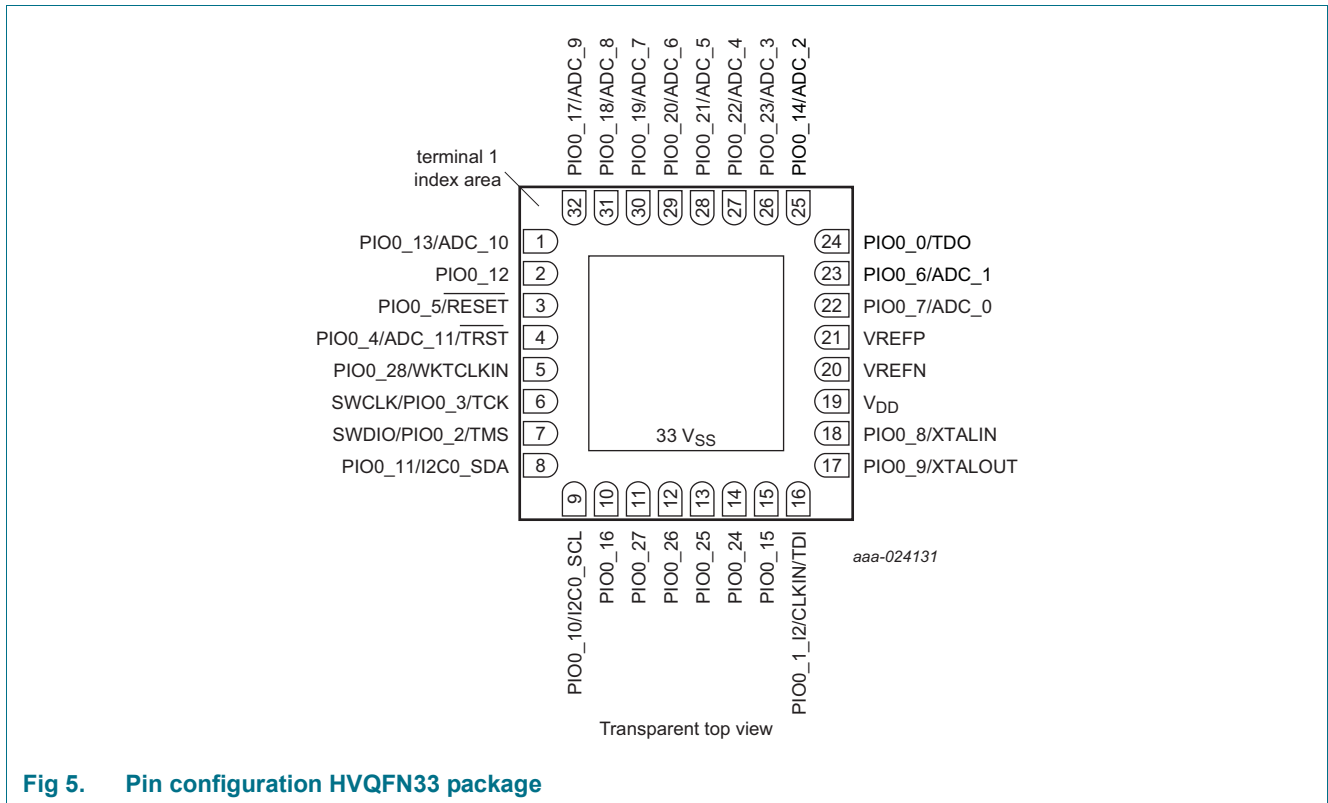 PIO0_17/ADC_9
PIO0_18/ADC_8
PIO0_19/ADC_7
PIO0_20/ADC_6
PIO0_21/ADC_5
PIO0_22/ADC_4
PIO0_23/ADC_3
PIO0_14/ADC_2
terminal 1
index area
32
31
30
29
28
27
26
25
PIO0_13/ADC_10 1
PIO0_12 2
PIO0_5/RESET 3
PIO0_4/ADC_11/TRST 4
PIO0_28/WKTCLKIN 5
SWCLK/PIO0_3/TCK 6
SWDIO/PIO0_2/TMS 7
PIO0_11/I2C0_SDA 8
24 PIO0_0/TDO
23 PIO0_6/ADC_1
22 PIO0_7/ADC_0
21 VREFP
20 VREFN
19 VDD
18 PIO0_8/XTALIN
17 PIO0_9/XTALOUT
33 VSS
9
10
11
12
13
14
15
16
PIO0_10/I2C0_SCL
PIO0_16
PIO0_27
PIO0_26
PIO0_25
PIO0_24
PIO0_15
PIO0_1_I2/CLKIN/TDI
aaa-024131
Transparent top view
Fig 5. Pin configuration HVQFN33 package